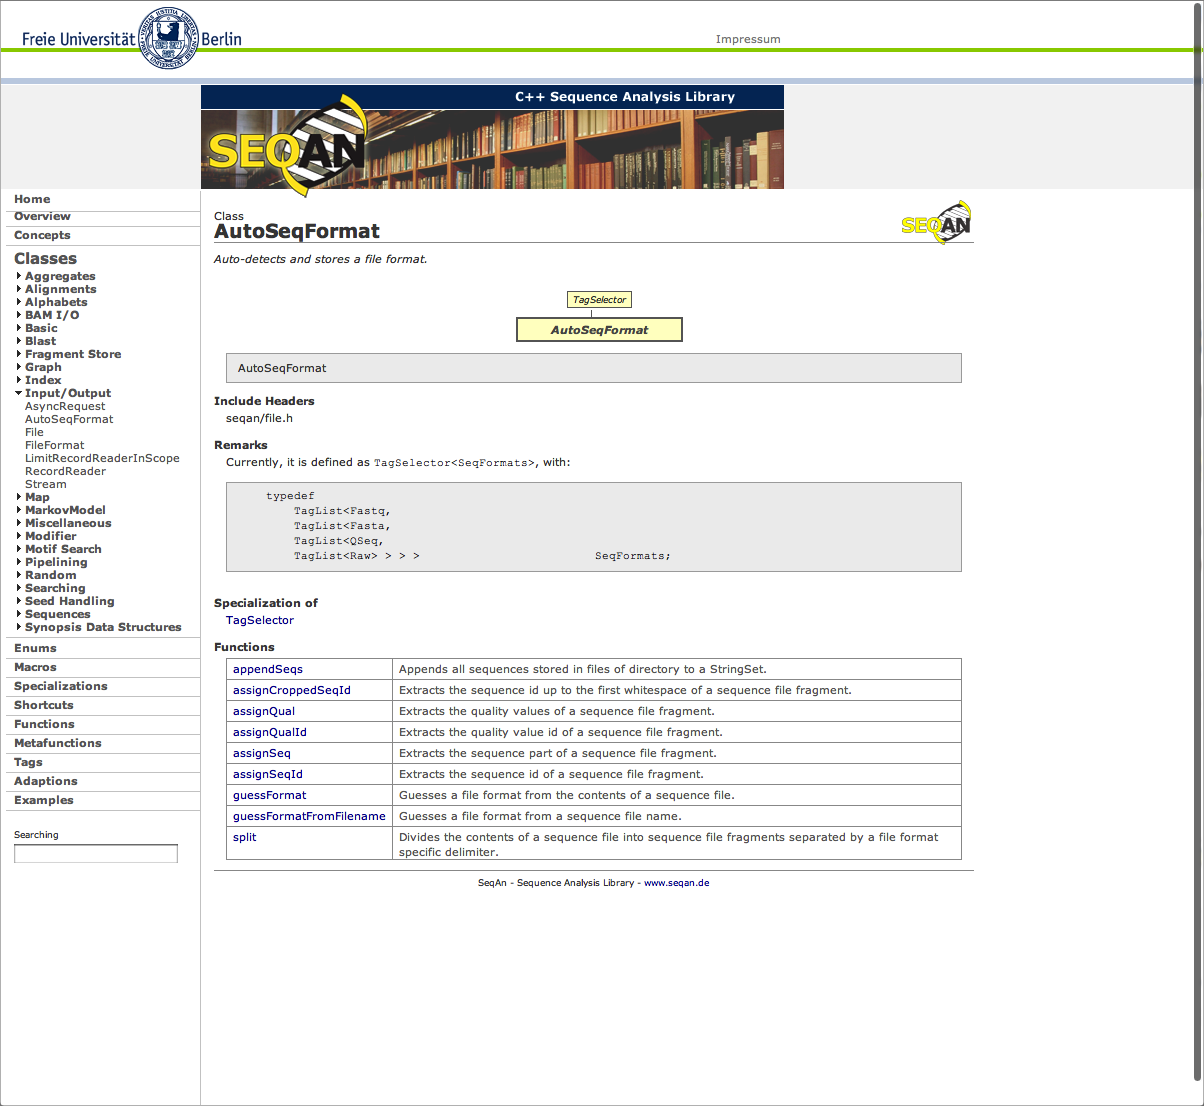 Freie Universität Berlin
Impressum
C++ Sequence Analysis Library
SEQAN
Home
Overview
Concepts
Classes
Aggregates
Alignments
Alphabets
BAM I/O
Basic
Blast
Fragment Store
Graph
Index
Input/Output
AsyncRequest
AutoSeqFormat
File
FileFormat
LimitRecordReaderInScope
RecordReader
Stream
Map
MarkovModel
Miscellaneous
Modifier
Motif Search
Pipelining
Random
Searching
Seed Handling
Sequences
Synopsis Data Structures
Enums
Macros
Specializations
Shortcuts
Functions
Metafunctions
Tags
Adaptions
Examples
Searching
Class
AutoSeqFormat
SEQAN
Auto-detects and stores a file format.
TagSelector
AutoSeqFormat
AutoSeqFormat
Include Headers
seqan/file.h
Remarks
Currently, it is defined as TagSelector<SeqFormats>, with:
typedef
TagList<Fastq,
TagList<Fasta,
TagList<QSeq,
TagList<Raw> > > > SeqFormats;
Specialization of
TagSelector
Functions
appendSeqs Appends all sequences stored in files of directory to a StringSet.
assignCroppedSeqId Extracts the sequence id up to the first whitespace of a sequence file fragment.
assignQual Extracts the quality values of a sequence file fragment.
assignQualId Extracts the quality value id of a sequence file fragment.
assignSeq Extracts the sequence part of a sequence file fragment.
assignSeqId Extracts the sequence id of a sequence file fragment.
guessFormat Guesses a file format from the contents of a sequence file.
guessFormatFromFilename Guesses a file format from a sequence file name.
split Divides the contents of a sequence file into sequence file fragments separated by a file format
specific delimiter.
SeqAn - Sequence Analysis Library - www.seqan.de